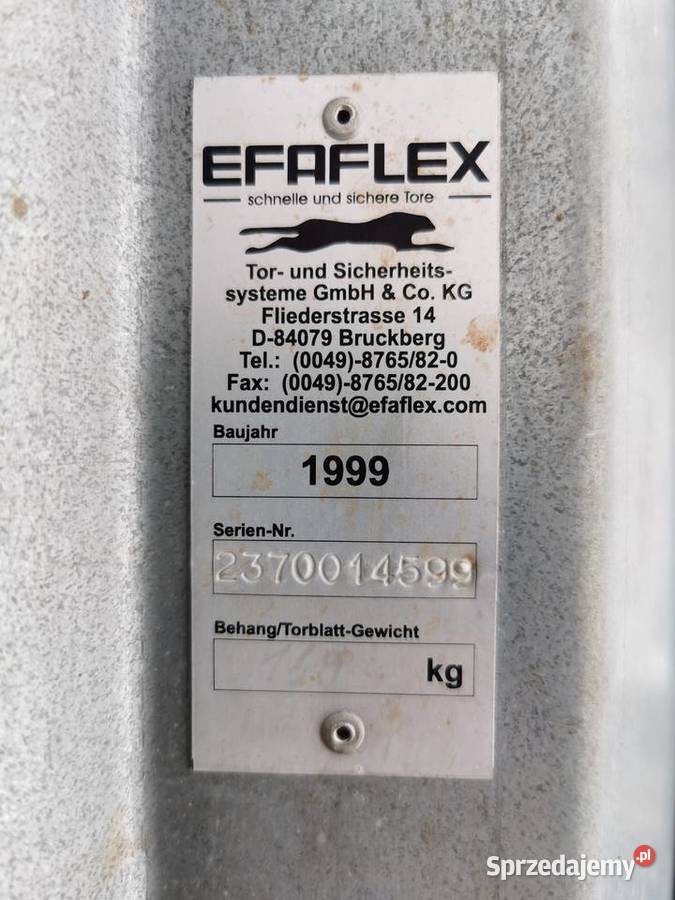 EFAFLEX
schnelle und sichere Tore
Tor- und Sicherheits-
systeme GmbH & Co. KG
Fliederstrasse 14
D-84079 Bruckberg
Tel.: (0049)-8765/82-0
Fax: (0049)-8765/82-200
kundendienst@efaflex.com
Baujahr
1999
Serien-Nr.
2370014599
Behang/Torblatt-Gewicht
kg
Sprzedajemy.pl